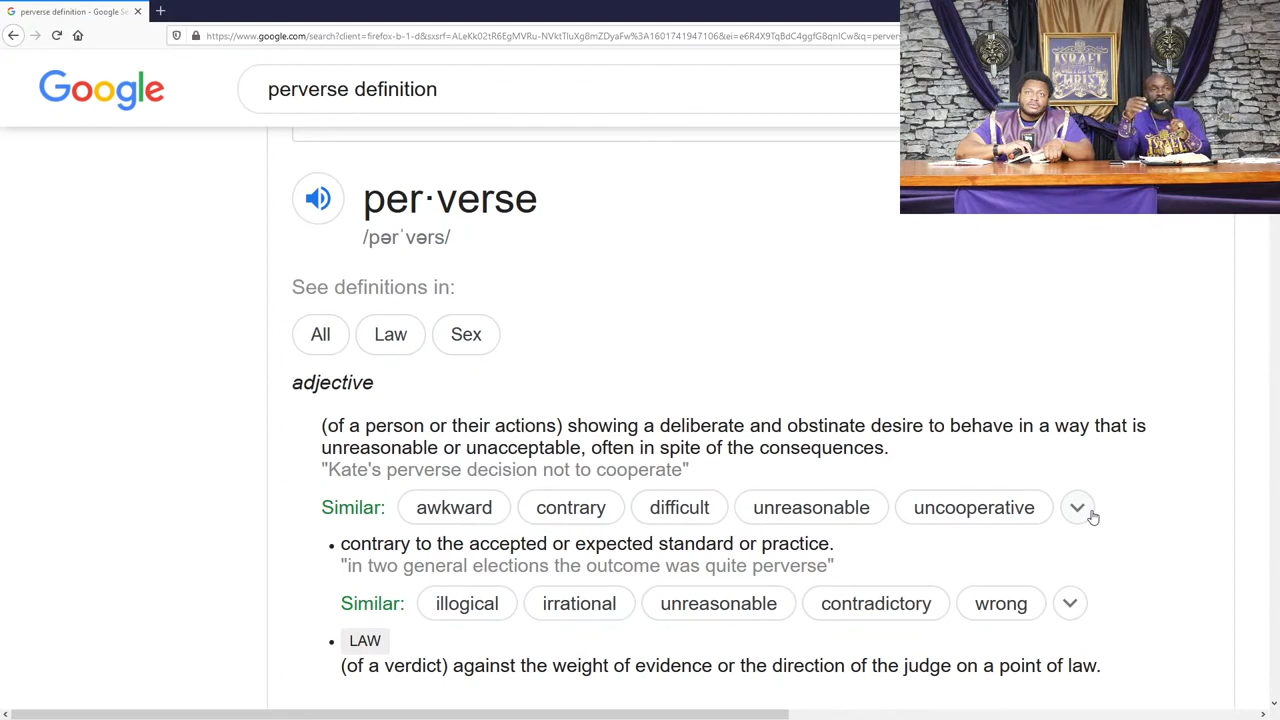 perverse definition - Google Se
https://www.google.com/search?client=firefox-b-1-d&sxsrf=
Google
perverse definition
per·verse
/pərˈvərs/
See definitions in:
All Law Sex
adjective
(of a person or their actions) showing a deliberate and obstinate desire to behave in a way that is
unreasonable or unacceptable, often in spite of the consequences.
"Kate's perverse decision not to cooperate"
Similar: awkward contrary difficult unreasonable uncooperative
• contrary to the accepted or expected standard or practice.
"in two general elections the outcome was quite perverse"
Similar: illogical irrational unreasonable contradictory wrong
• LAW
(of a verdict) against the weight of evidence or the direction of the judge on a point of law.
ISRAEL
CHRIST